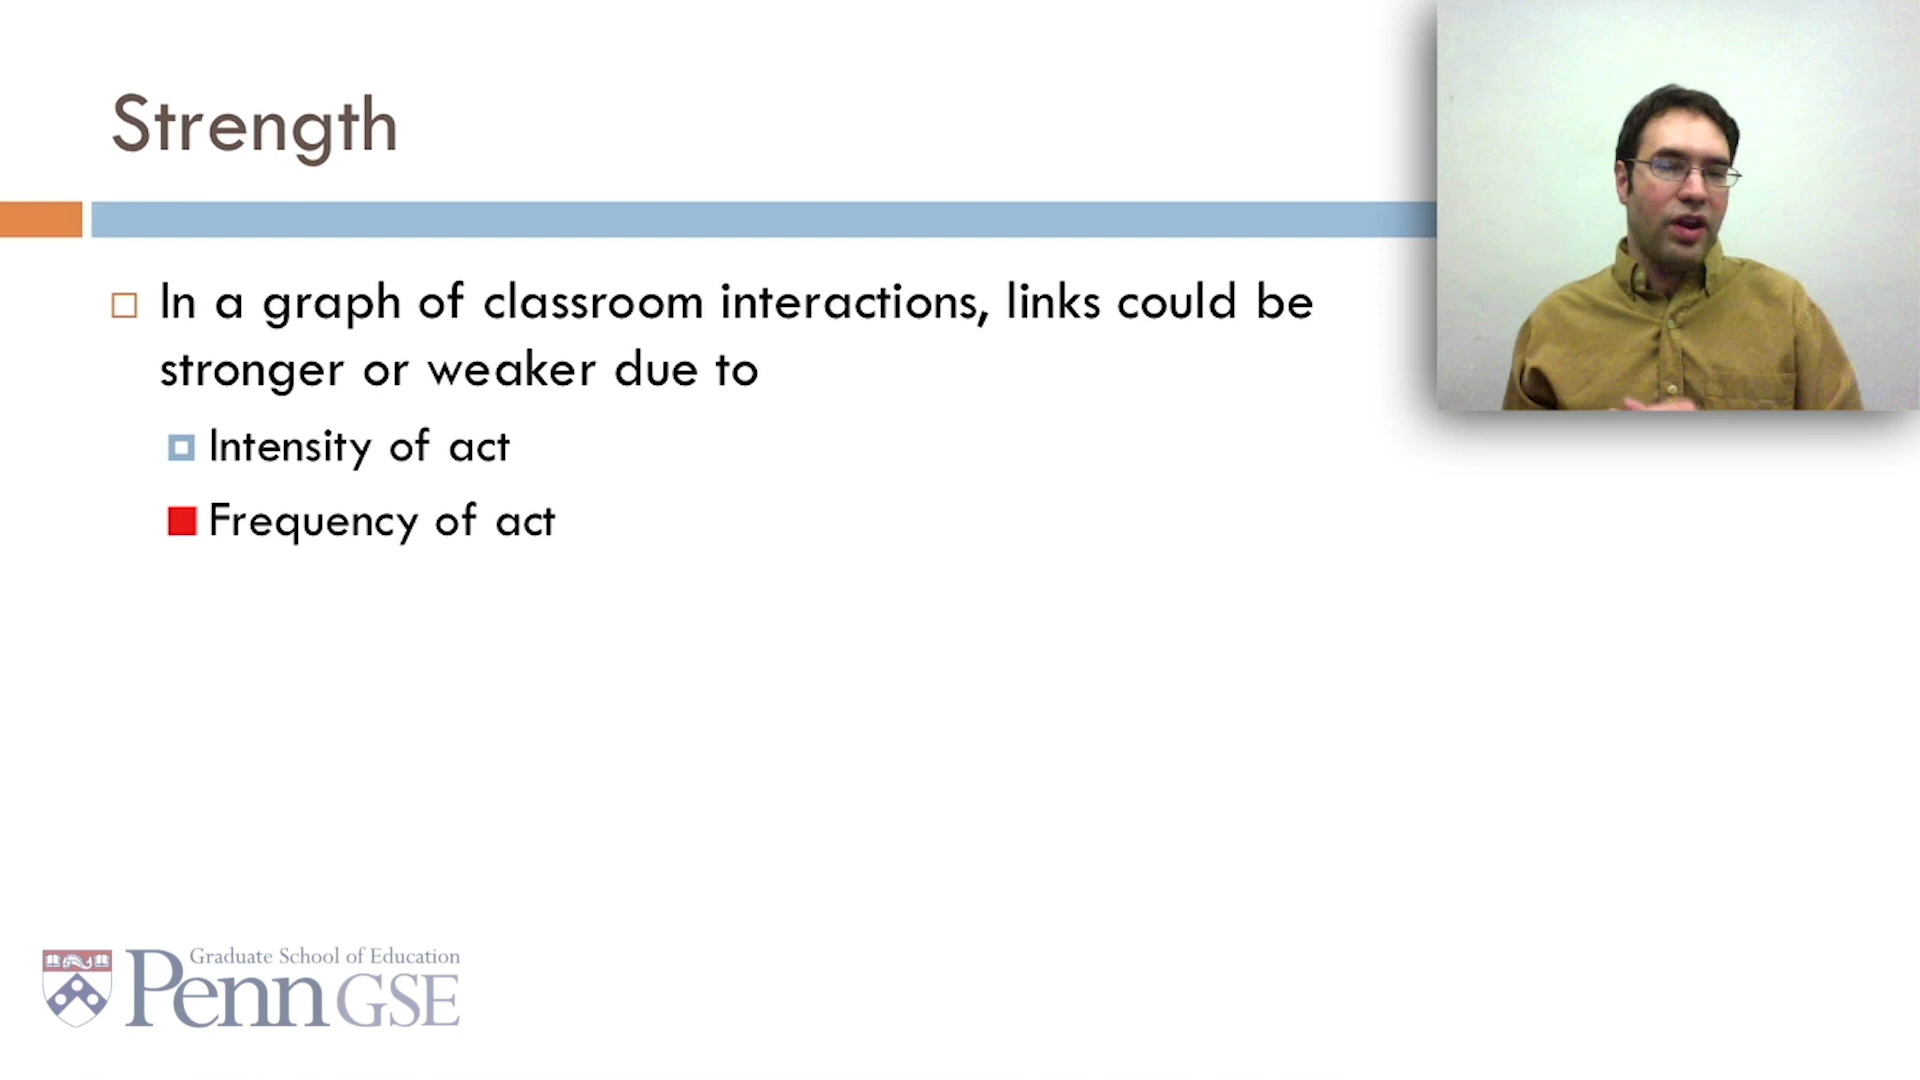 Strength
In a graph of classroom interactions, links could be
stronger or weaker due to
Intensity of act
Frequency of act
Graduate School of Education
Penn GSE